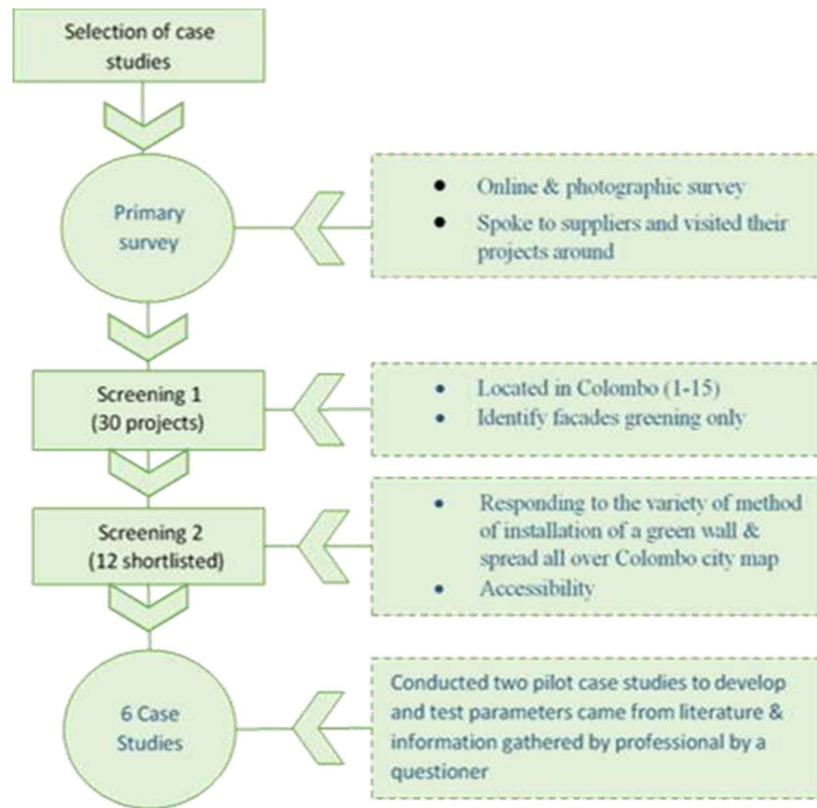 Selection of case
studies
Primary
survey
● Online & photographic survey
● Spoke to suppliers and visited their
projects around
Screening 1
(30 projects)
• Located in Colombo (1-15)
• Identify facades greening only
Screening 2
(12 shortlisted)
• Responding to the variety of method
of installation of a green wall &
spread all over Colombo city map
• Accessibility
6 Case
Studies
Conducted two pilot case studies to develop
and test parameters came from literature &
information gathered by professional by a
questioner